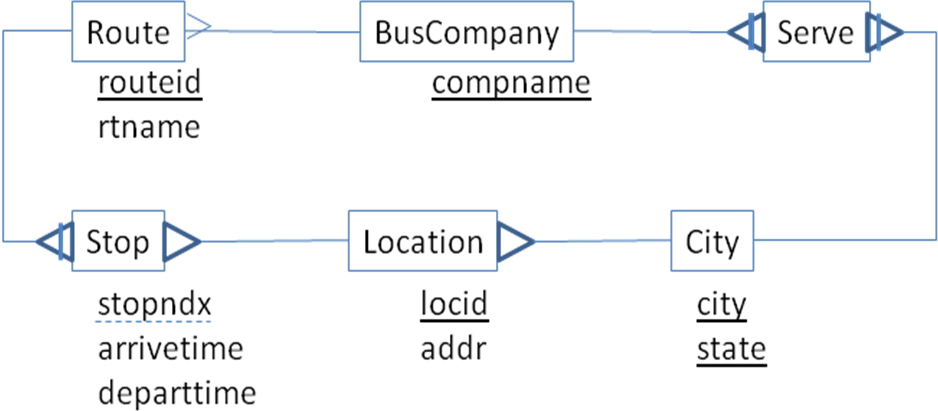 Route
routeid
rtname
BusCompany
compname
Serve
Stop
stopndx
arrivetime
departtime
Location
locid
addr
City
city
state